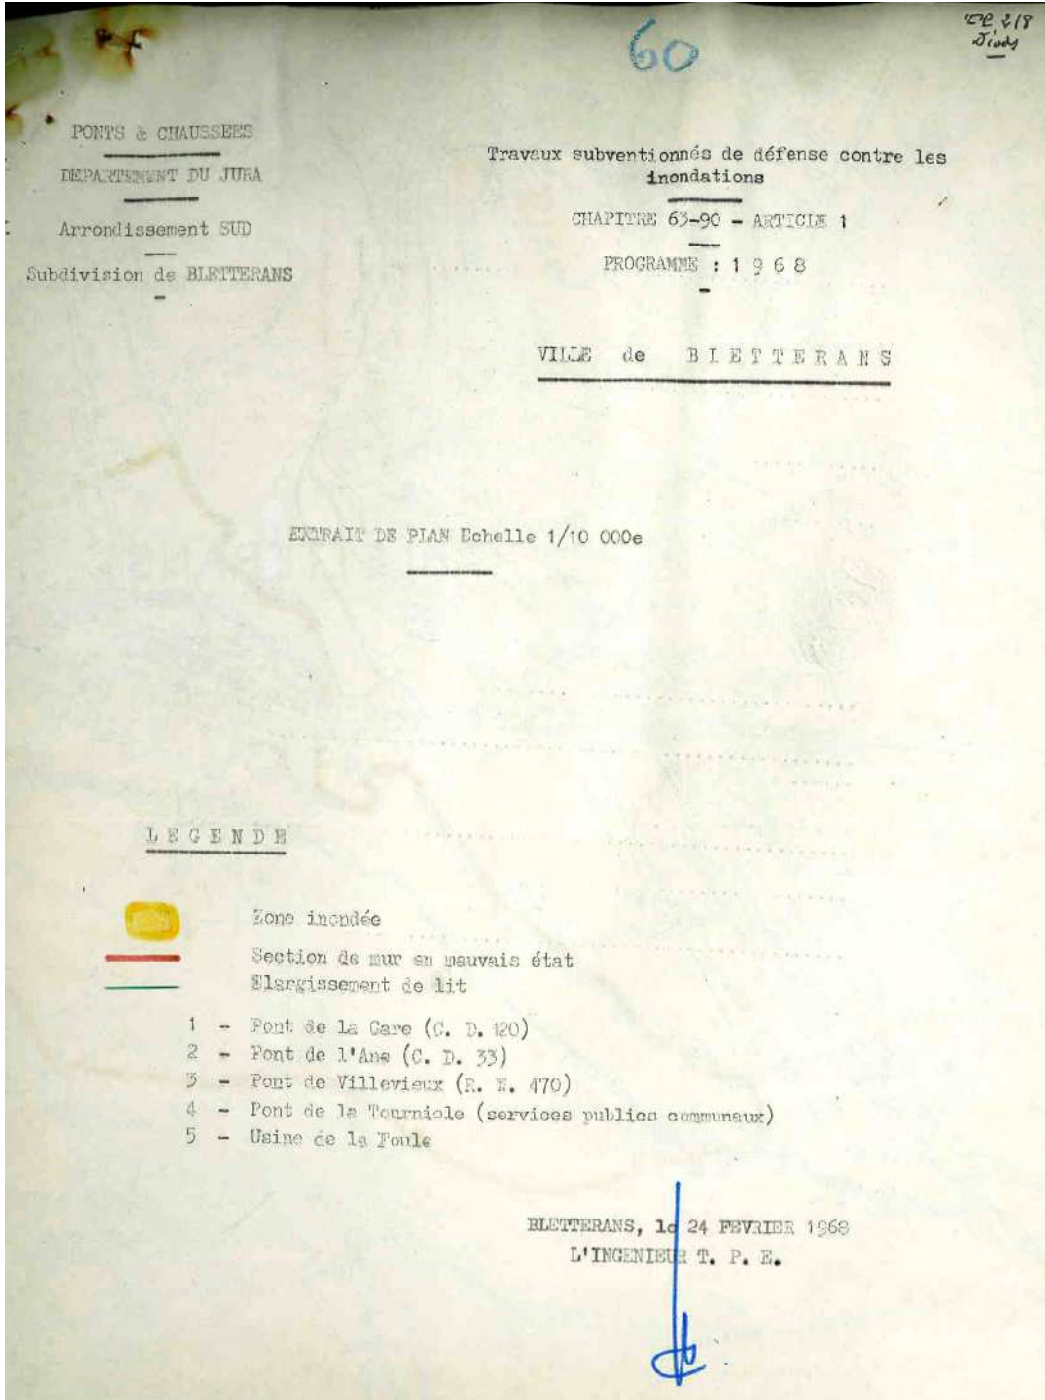 60
PONTS & CHAUSSEES
DEPARTEMENT DU JURA
Arrondissement SUD
Subdivision de BLETTERANS
Travaux subventionnés de défense contre les
inondations
CHAPITRE 63-90 - ARTICLE 1
PROGRAMME : 1 9 6 8
VILLE de B L E T T E R A N S
EXTRAIT DE PLAN Echelle 1/10 000e
L E G E N D E
Zone inondée
Section de mur en mauvais état
Elargissement de lit
1 - Pont de la Gare (C. D. 120)
2 - Pont de l'Ane (C. D. 33)
3 - Pont de Villevieux (R. N. 470)
4 - Pont de la Tourniole (services publics communaux)
5 - Usine de la Foule
BLETTERANS, le 24 FEVRIER 1968
L'INGENIEUR T. P. E.